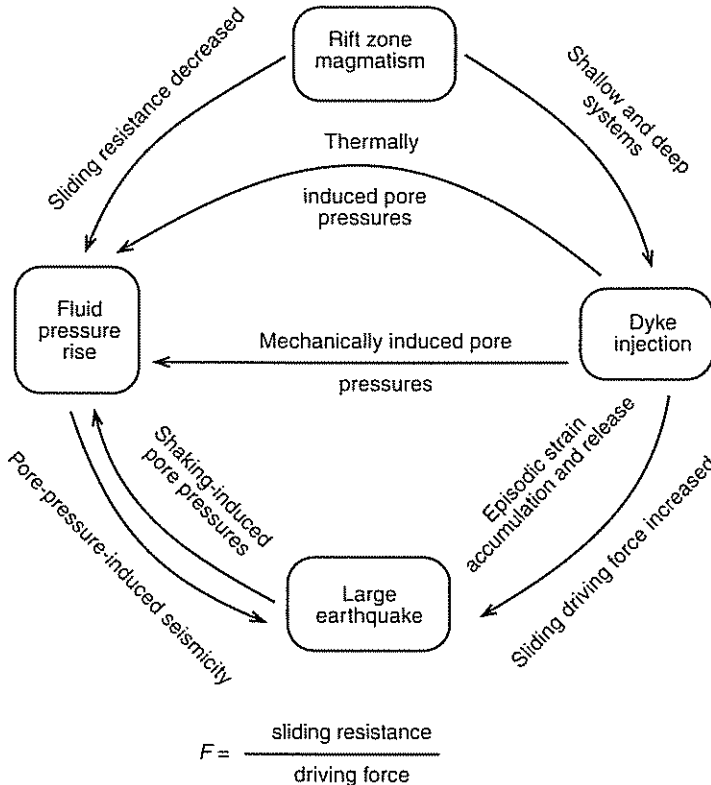 Rift zone
magmatism
Sliding resistance decreased
Shallow and deep
systems
Thermally
induced pore
pressures
Fluid
pressure
rise
Dyke
injection
Mechanically induced pore
pressures
Shaking-induced
pore pressures
Episodic strain
accumulation and release
Pore-pressure-induced seismicity
Sliding driving force increased
Large
earthquake
F = sliding resistance
driving force